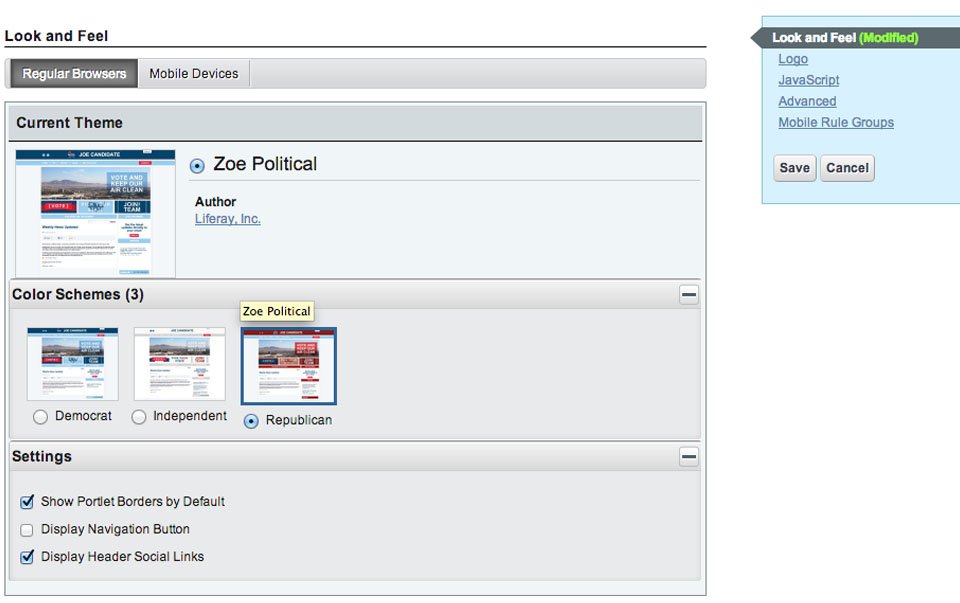 Look and Feel
Regular Browsers Mobile Devices
Current Theme
JOE CANDIDATE
VOTE AND
KEEP OUR
AIR CLEAN
JOIN!
TEAM
Weekly News Updates!
Zoe Political
Author
Liferay, Inc.
Color Schemes (3)
Zoe Political
Democrat Independent Republican
Settings
Show Portlet Borders by Default
Display Navigation Button
Display Header Social Links
Look and Feel (Modified)
Logo
JavaScript
Advanced
Mobile Rule Groups
Save Cancel